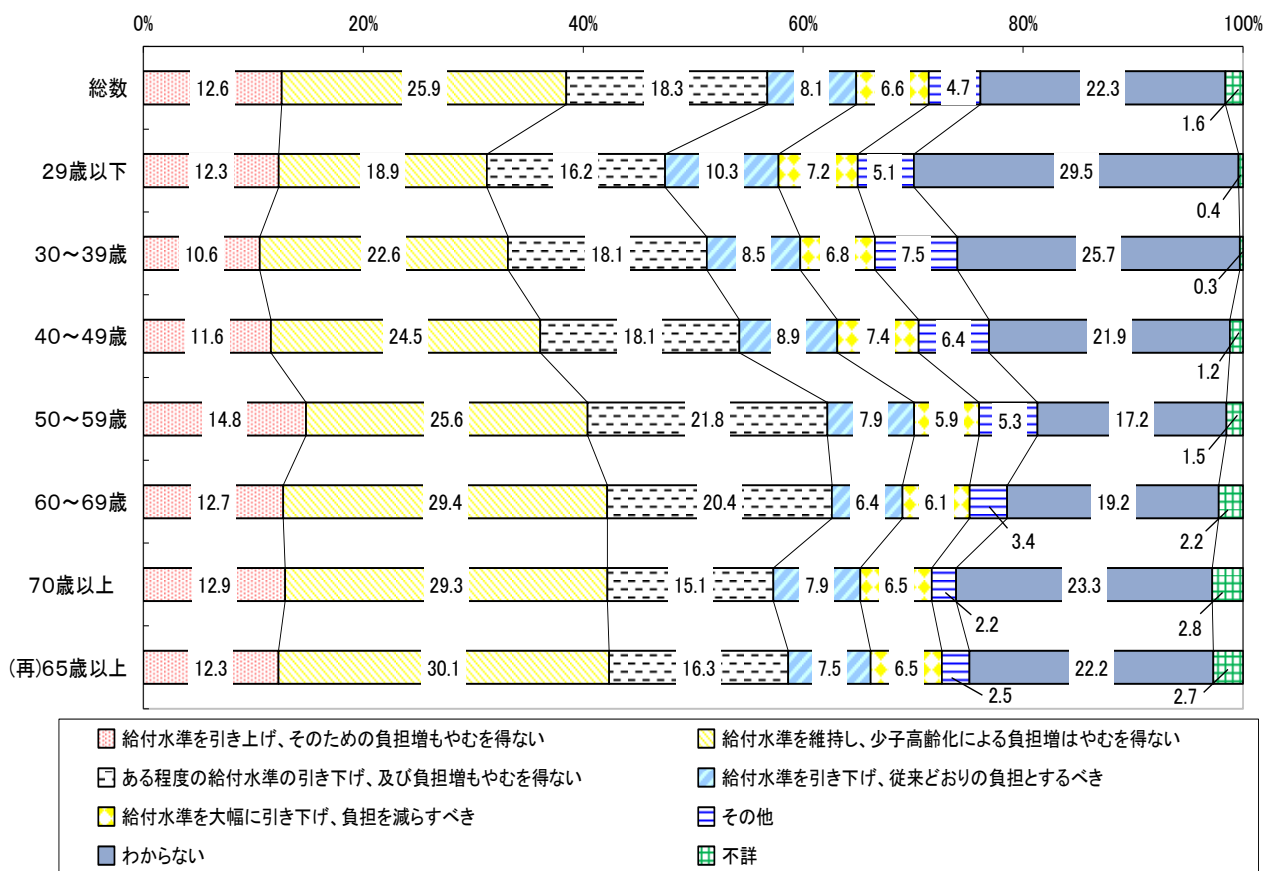 0% 20% 40% 60% 80% 100%
総数 12.6 25.9 18.3 8.1 6.6 4.7 22.3 1.6
29歳以下 12.3 18.9 16.2 10.3 7.2 5.1 29.5 0.4
30～39歳 10.6 22.6 18.1 8.5 6.8 7.5 25.7 0.3
40～49歳 11.6 24.5 18.1 8.9 7.4 6.4 21.9 1.2
50～59歳 14.8 25.6 21.8 7.9 5.9 5.3 17.2 1.5
60～69歳 12.7 29.4 20.4 6.4 6.1 3.4 19.2 2.2
70歳以上 12.9 29.3 15.1 7.9 6.5 2.2 23.3 2.8
(再)65歳以上 12.3 30.1 16.3 7.5 6.5 2.5 22.2 2.7
給付水準を引き上げ、そのための負担増もやむを得ない
給付水準を維持し、少子高齢化による負担増はやむを得ない
ある程度の給付水準の引き下げ、及び負担増もやむを得ない
給付水準を引き下げ、従来どおりの負担とするべき
給付水準を大幅に引き下げ、負担を減らすべき
その他
わからない
不詳